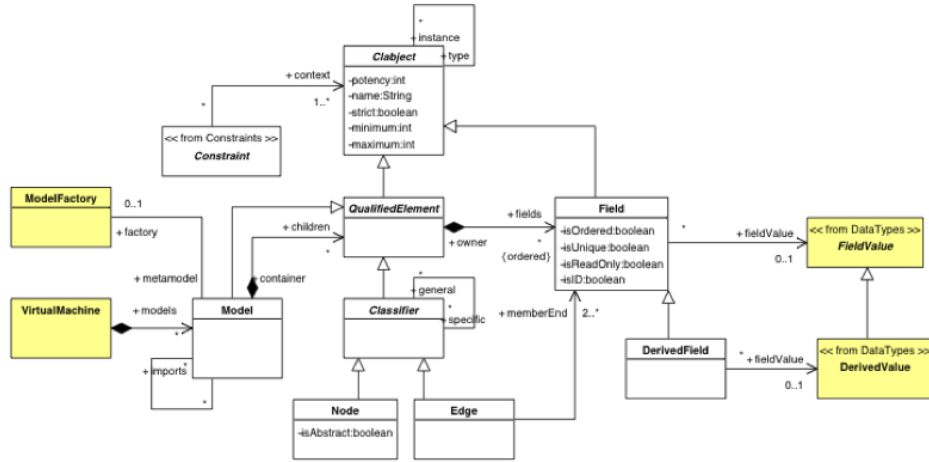 *
+ instance
Clabject
+ type
-potency:int
-name:String
-strict:boolean
-minimum:int
-maximum:int
+ context
*
1..*
<< from Constraints >>
Constraint
ModelFactory
0..1
+ factory
QualifiedElement
+ children
*
+ fields
+ owner
*
{ordered}
Field
-isOrdered:boolean
-isUnique:boolean
-isReadOnly:boolean
-isID:boolean
*
+ fieldValue
0..1
<< from DataTypes >>
FieldValue
+ metamodel
+ container
VirtualMachine
+ models
*
Model
*
+ imports
*
Classifier
*
+ general
*
+ specific
+ memberEnd
2..*
DerivedField
*
+ fieldValue
0..1
<< from DataTypes >>
DerivedValue
Node
-isAbstract:boolean
Edge